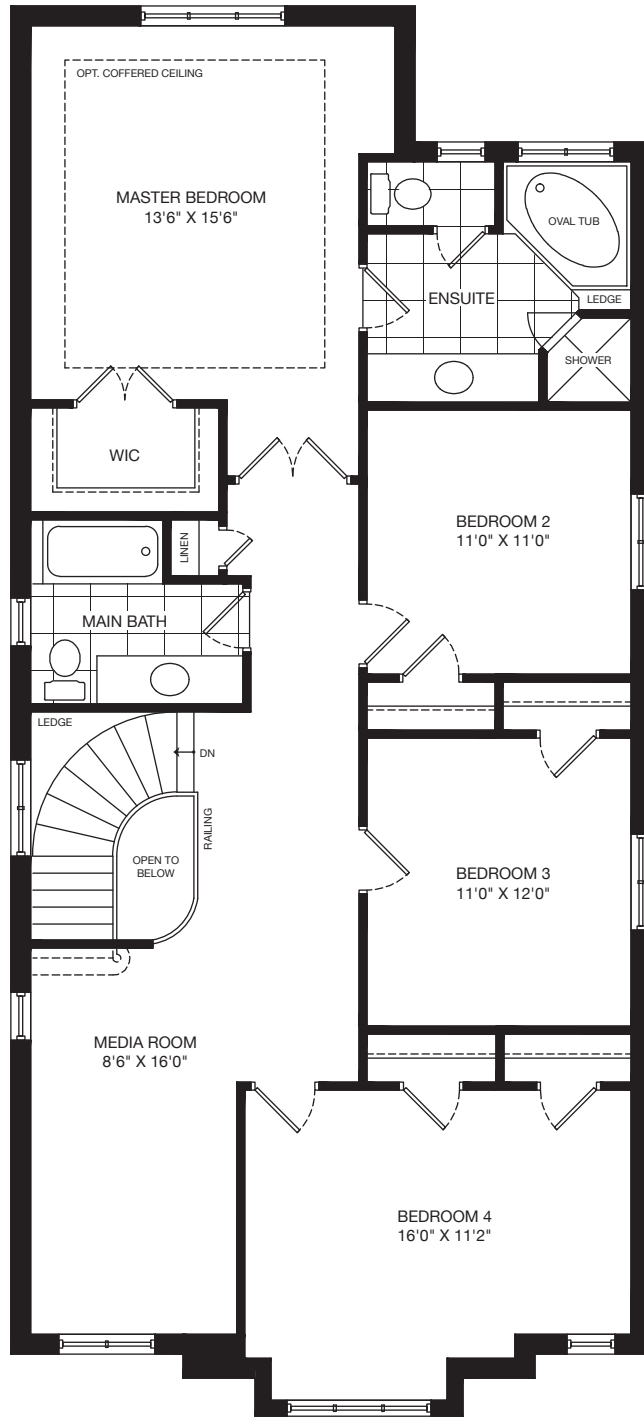 OPT. COFFERED CEILING
MASTER BEDROOM
13'6" X 15'6"
OVAL TUB
ENSUITE
LEDGE
SHOWER
WIC
BEDROOM 2
11'0" X 11'0"
LINEN
MAIN BATH
LEDGE
DN
RAILING
OPEN TO
BELOW
BEDROOM 3
11'0" X 12'0"
MEDIA ROOM
8'6" X 16'0"
BEDROOM 4
16'0" X 11'2"